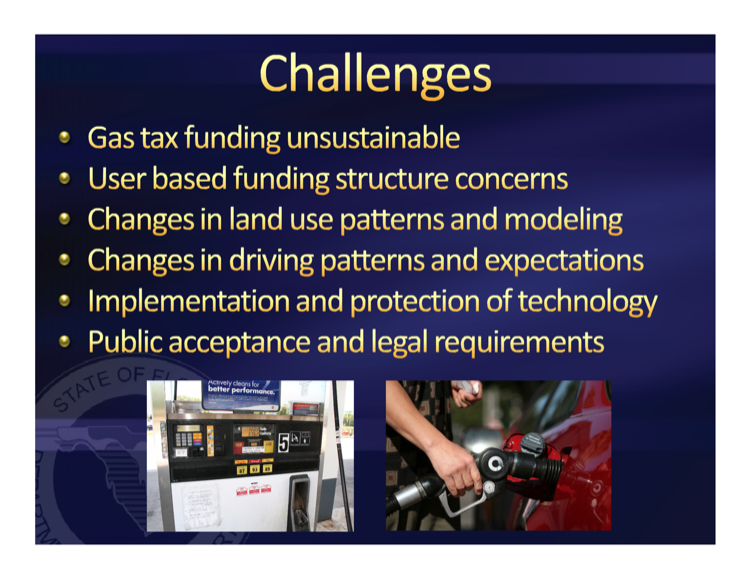 Challenges
Gas tax funding unsustainable
User based funding structure concerns
Changes in land use patterns and modeling
Changes in driving patterns and expectations
Implementation and protection of technology
Public acceptance and legal requirements
STATE OF
Actively cleans for
better performance.
5
87 89